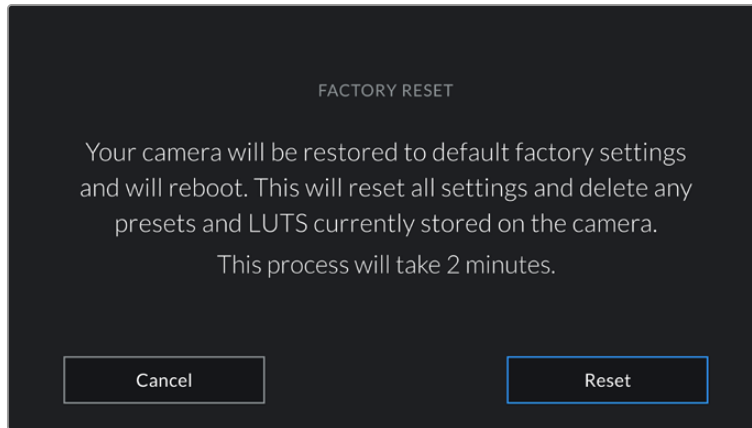 FACTORY RESET
Your camera will be restored to default factory settings
and will reboot. This will reset all settings and delete any
presets and LUTS currently stored on the camera.
This process will take 2 minutes.
Cancel
Reset